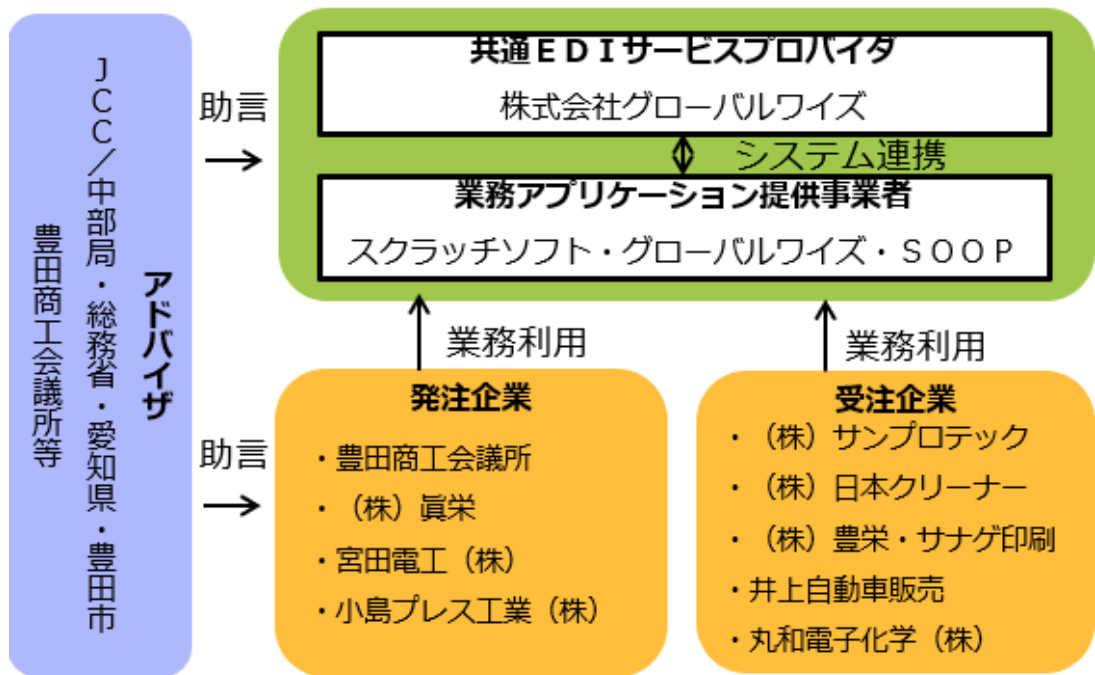 アドバイザ
ＪＣＣ／中部局・総務省・愛知県・豊田市
豊田商工会議所等
助言
助言
共通ＥＤＩサービスプロバイダ
株式会社グローバルワイズ
システム連携
業務アプリケーション提供事業者
スクラッチソフト・グローバルワイズ・ＳＯＯＰ
業務利用
業務利用
発注企業
・豊田商工会議所
・（株）眞栄
・宮田電工（株）
・小島プレス工業（株）
受注企業
・（株）サンプロテック
・（株）日本クリーナー
・（株）豊栄・サナゲ印刷
・井上自動車販売
・丸和電子化学（株）